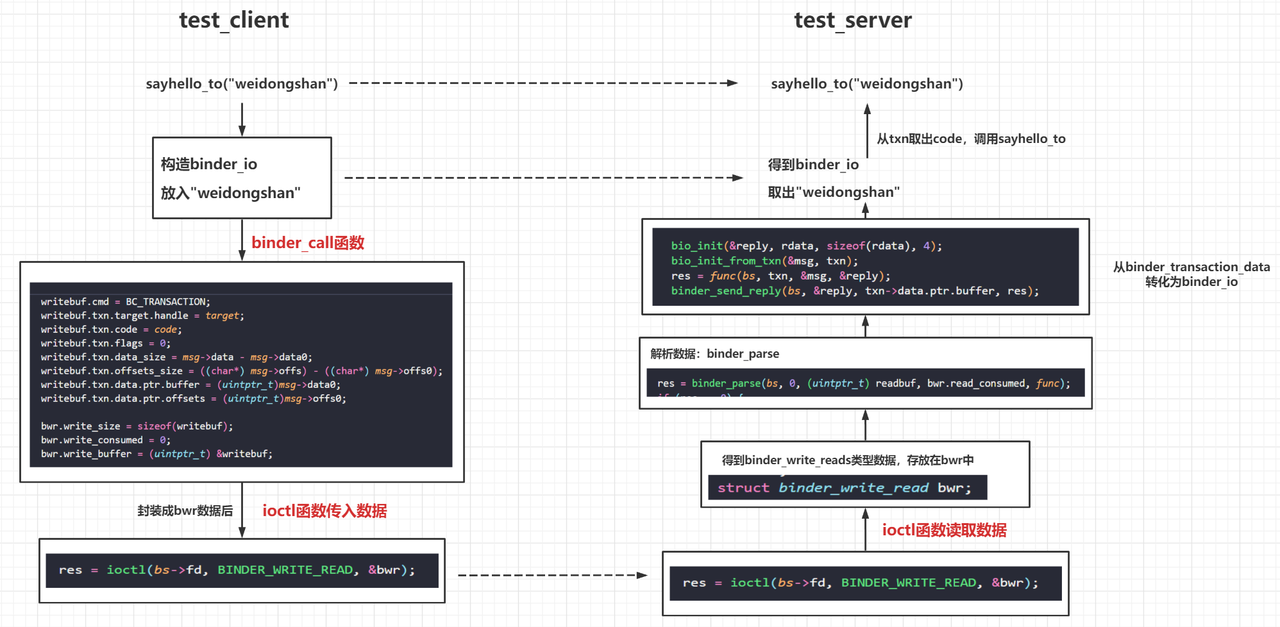 test_client
sayhello_to("weidongshan")
构造binder_io
放入"weidongshan"
binder_call函数
writebuf.cmd = BC_TRANSACTION;
writebuf.txn.target.handle = target;
writebuf.txn.code = code;
writebuf.txn.flags = 0;
writebuf.txn.data_size = msg->data - msg->data0;
writebuf.txn.offsets_size = ((char*) msg->offs) - ((char*) msg->offs0);
writebuf.txn.data.ptr.buffer = (uintptr_t)msg->data0;
writebuf.txn.data.ptr.offsets = (uintptr_t)msg->offs0;
bwr.write_size = sizeof(writebuf);
bwr.write_consumed = 0;
bwr.write_buffer = (uintptr_t) &writebuf;
封装成bwr数据后
ioctl函数传入数据
res = ioctl(bs->fd, BINDER_WRITE_READ, &bwr);
test_server
sayhello_to("weidongshan")
从txn取出code，调用sayhello_to
得到binder_io
取出"weidongshan"
bio_init(&reply, rdata, sizeof(rdata), 4);
bio_init_from_txn(&msg, txn);
res = func(bs, txn, &msg, &reply);
binder_send_reply(bs, &reply, txn->data.ptr.buffer, res);
从binder_transaction_data
转化为binder_io
解析数据：binder_parse
res = binder_parse(bs, 0, (uintptr_t) readbuf, bwr.read_consumed, func);
得到binder_write_reads类型数据，存放在bwr中
struct binder_write_read bwr;
ioctl函数读取数据
res = ioctl(bs->fd, BINDER_WRITE_READ, &bwr);